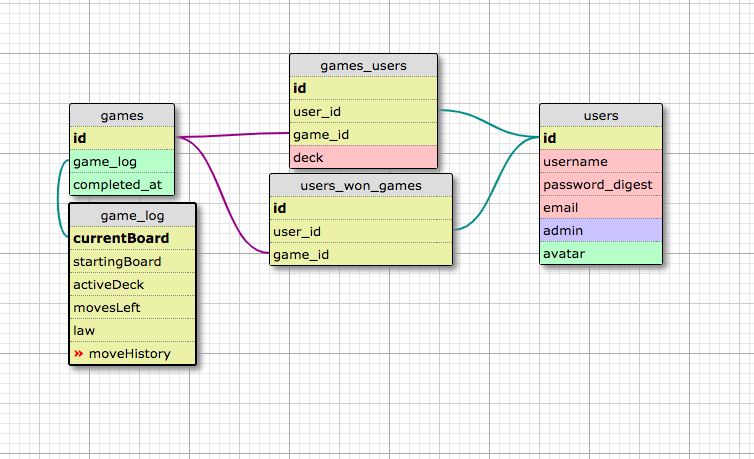 games
id
game_log
completed_at
game_log
currentBoard
startingBoard
activeDeck
movesLeft
law
» moveHistory
games_users
id
user_id
game_id
deck
users_won_games
id
user_id
game_id
users
id
username
password_digest
email
admin
avatar